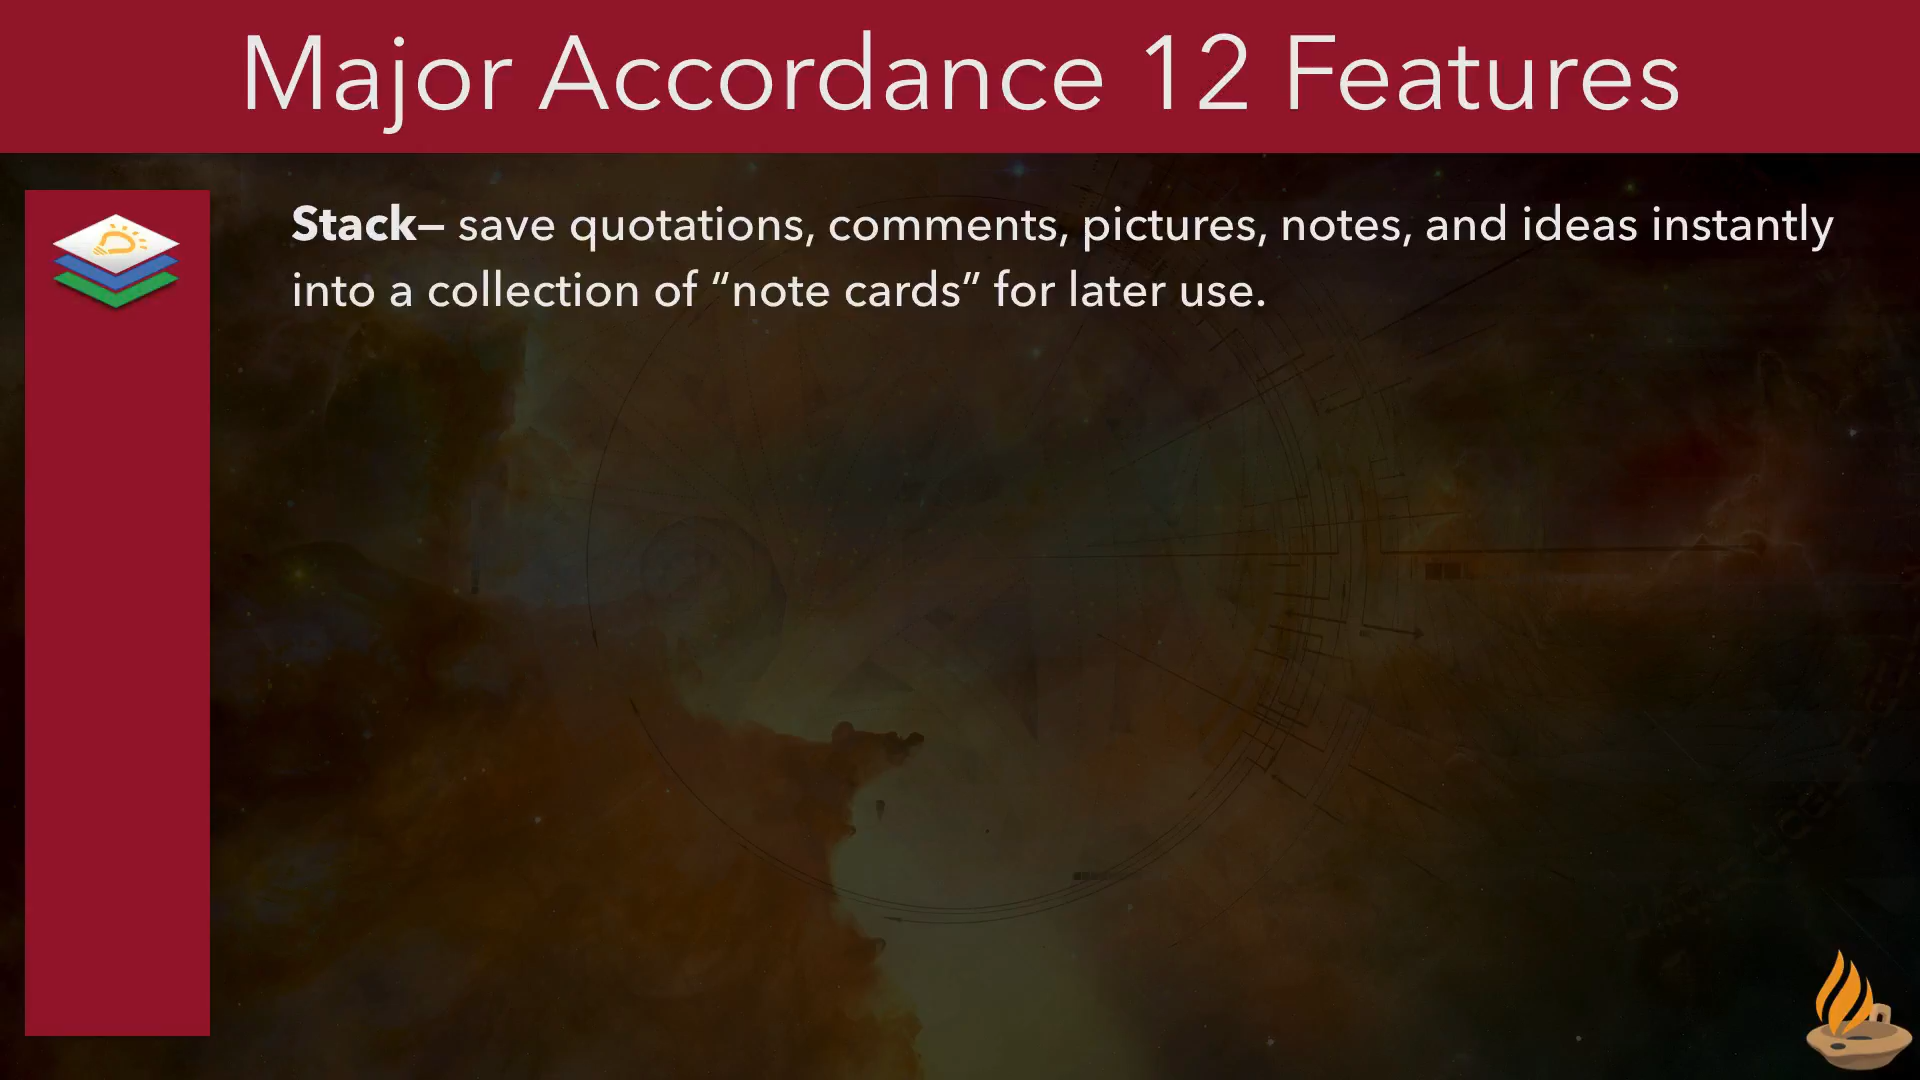 Major Accordance 12 Features
Stack– save quotations, comments, pictures, notes, and ideas instantly
into a collection of “note cards” for later use.